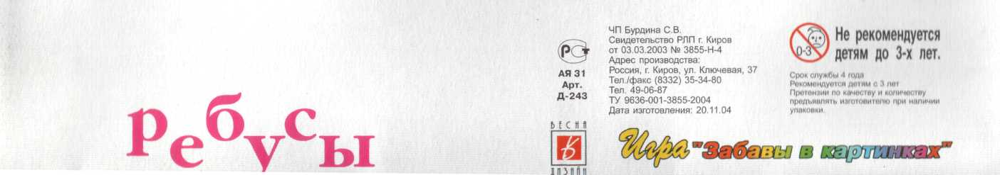 ребусы
РСТ
АЯ 31
Арт.
Д-243
ВЕСНА
ДИЗАЙН
ЧП Бурдина С.В.
Свидетельство РЛП г. Киров
от 03.03.2003 № 3855-Н-4
Адрес производства:
Россия, г. Киров, ул. Ключевая, 37
Тел./факс (8332) 35-34-80
Тел. 49-06-87
ТУ 9636-001-3855-2004
Дата изготовления: 20.11.04
0-3
Не рекомендуется
детям до 3-х лет.
Срок службы 4 года
Рекомендуется детям с 3 лет
Претензии по качеству и количеству
предъявлять изготовителю при наличии
упаковки.
Игра "Забавы в картинках"